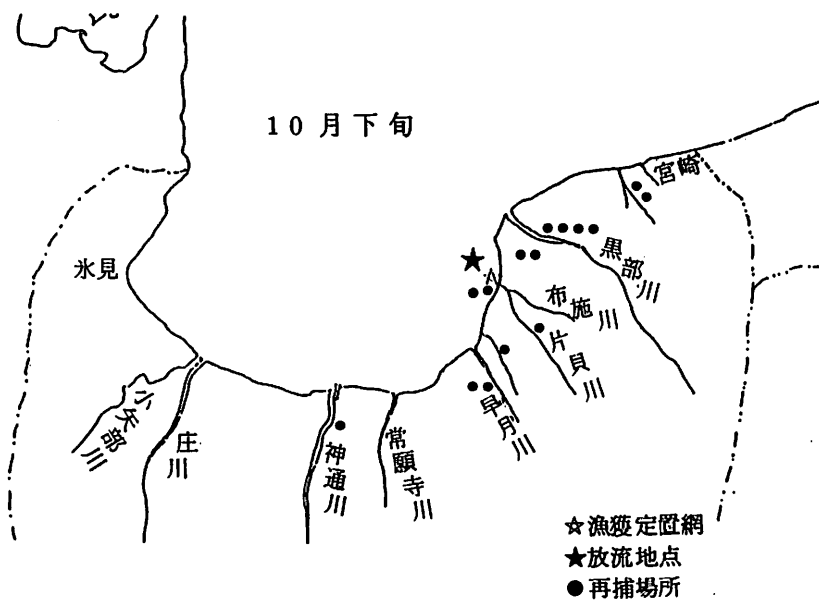 10月下旬
宮崎
黒部川
氷見
布施川
片貝川
早月川
小矢部川
庄川
神通川
常願寺川
☆漁獲定置網
★放流地点
●再捕場所